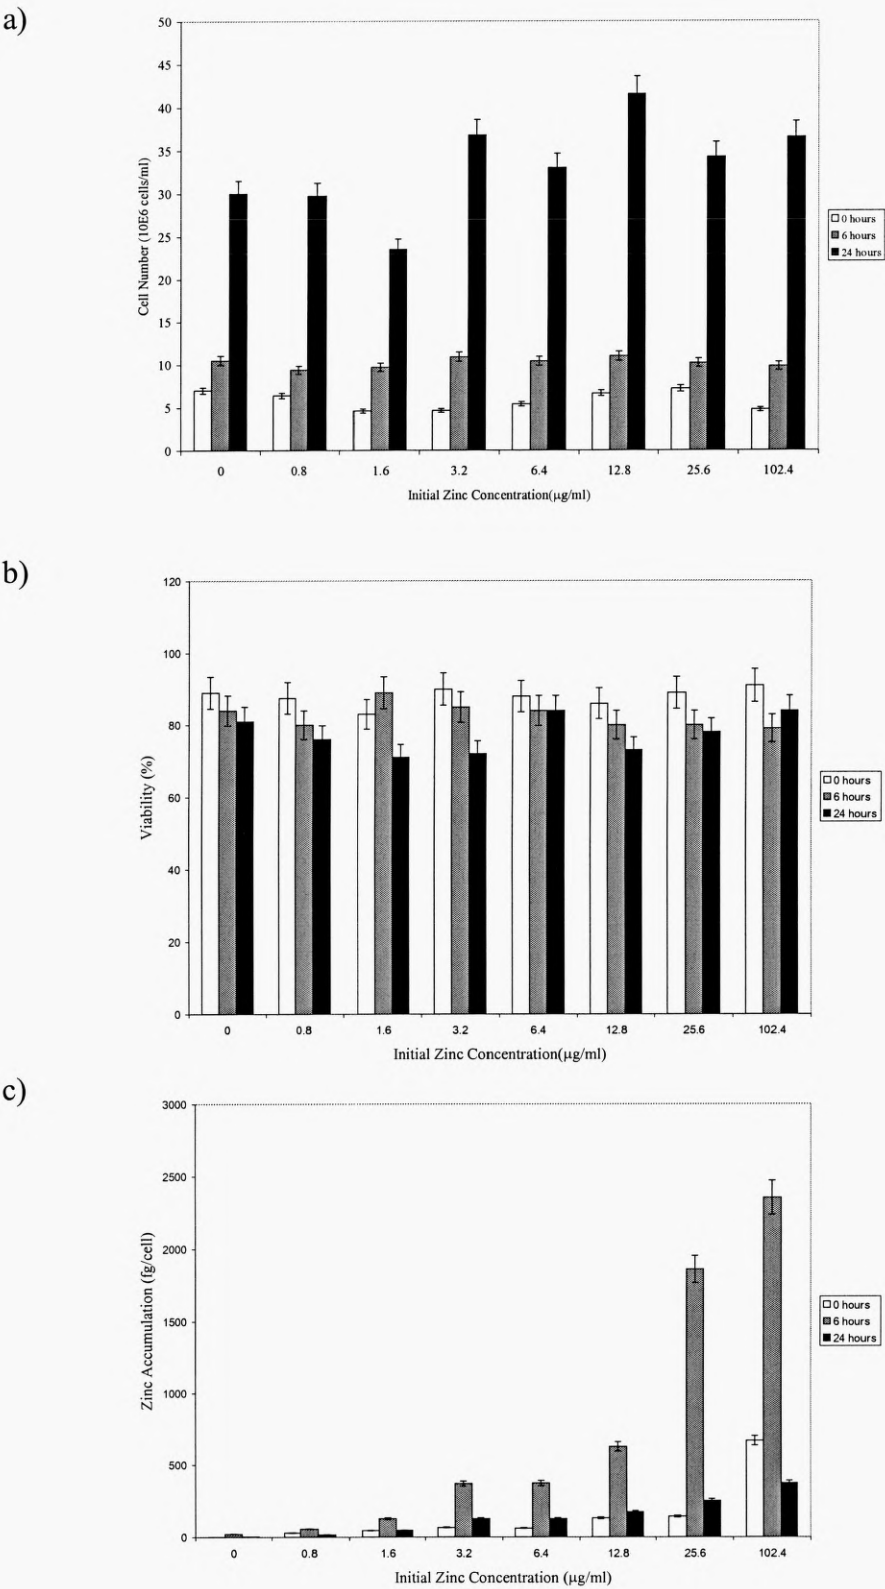 a)
50
45
40
35
30
25
20
15
10
5
0
Cell Number (10E6 cells/ml)
0 0.8 1.6 3.2 6.4 12.8 25.6 102.4
Initial Zinc Concentration(µg/ml)
0 hours
6 hours
24 hours
b)
120
100
80
60
40
20
0
Viability (%)
0 0.8 1.6 3.2 6.4 12.8 25.6 102.4
Initial Zinc Concentration(µg/ml)
0 hours
6 hours
24 hours
c)
3000
2500
2000
1500
1000
500
0
Zinc Accumulation (fg/cell)
0 0.8 1.6 3.2 6.4 12.8 25.6 102.4
Initial Zinc Concentration (µg/ml)
0 hours
6 hours
24 hours